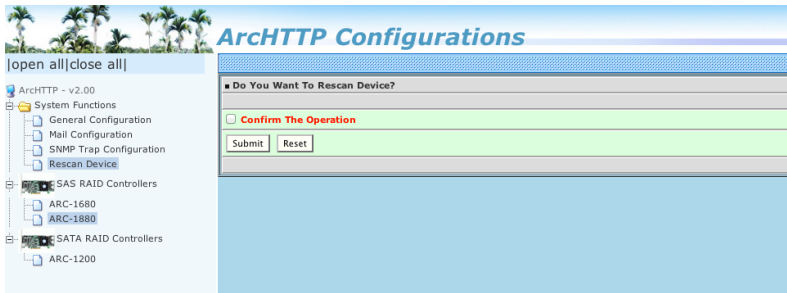 ArcHTTP Configurations
|open all|close all|
ArcHTTP - v2.00
System Functions
General Configuration
Mail Configuration
SNMP Trap Configuration
Rescan Device
SAS RAID Controllers
ARC-1680
ARC-1880
SATA RAID Controllers
ARC-1200
Do You Want To Rescan Device?
Confirm The Operation
Submit Reset